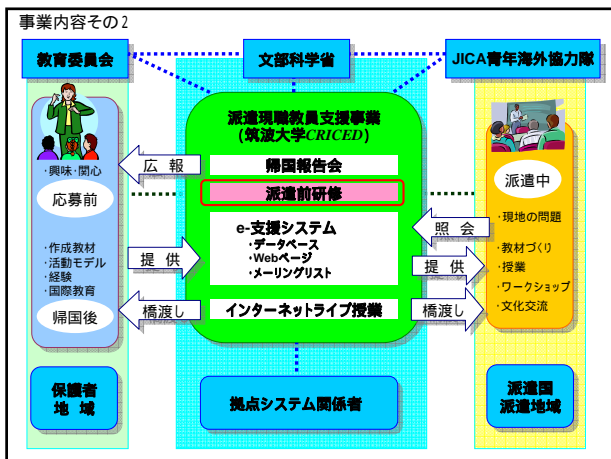 事業内容その2
教育委員会
文部科学省
JICA青年海外協力隊
・興味・関心
応募前
・作成教材
・活動モデル
・経験
・国際教育
帰国後
保護者
地 域
広 報
提 供
橋渡し
派遣現職教員支援事業
(筑波大学CRICED)
帰国報告会
派遣前研修
e-支援システム
・データベース
・Webページ
・メーリングリスト
インターネットライブ授業
拠点システム関係者
照 会
提 供
橋渡し
派遣中
・現地の問題
・教材づくり
・授業
・ワークショップ
・文化交流
派遣国
派遣地域